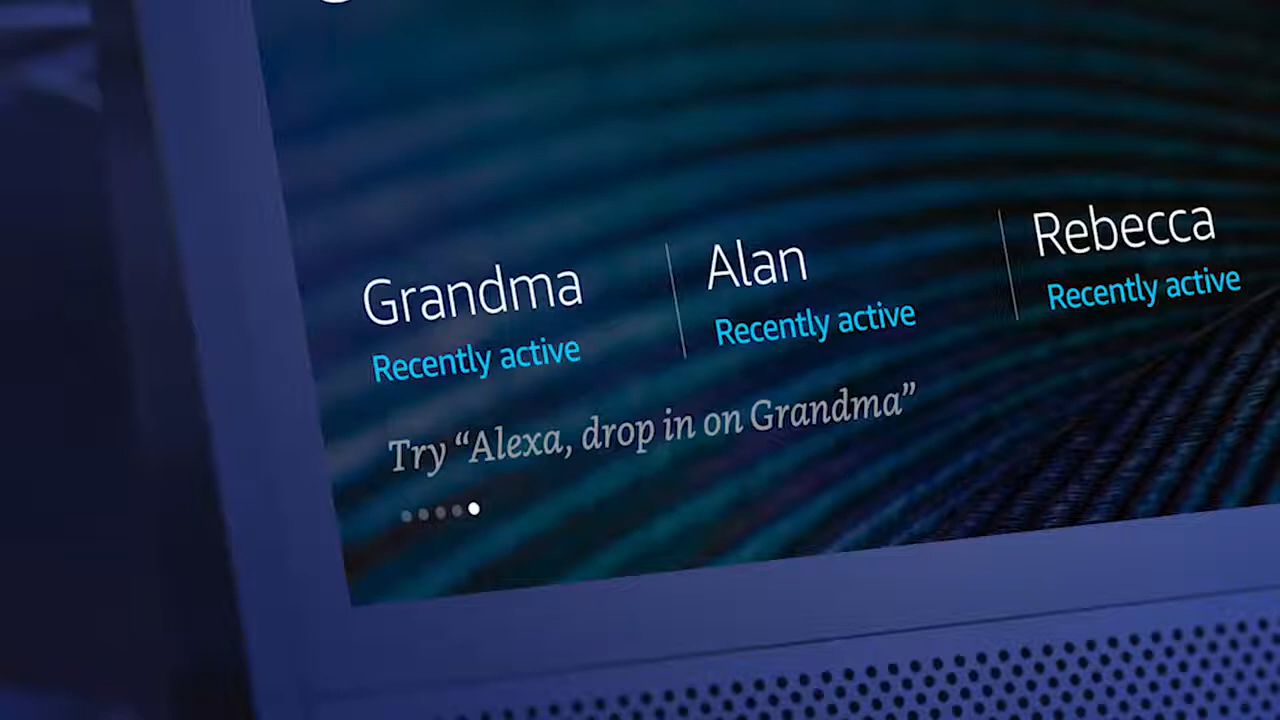 Grandma
Recently active
Alan
Recently active
Rebecca
Recently active
Try “Alexa, drop in on Grandma”